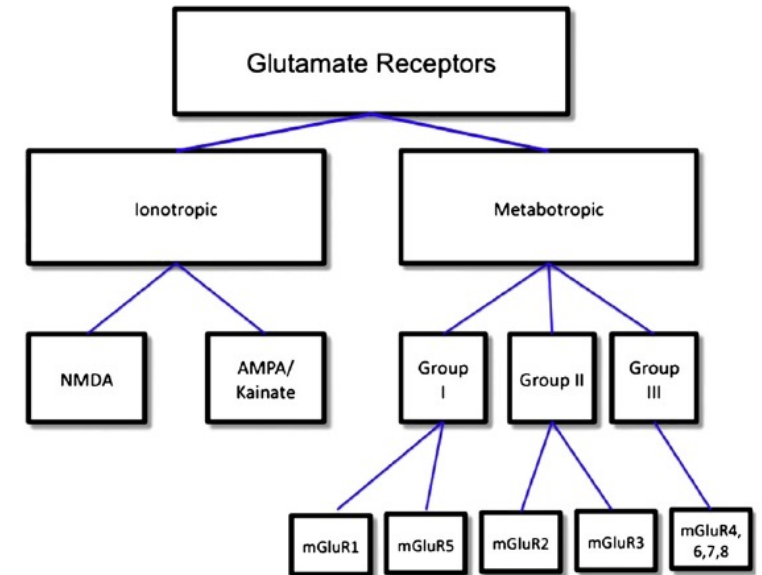 Glutamate Receptors
Ionotropic
Metabotropic
NMDA
AMPA/
Kainate
Group
I
Group II
Group
III
mGluR1
mGluR5
mGluR2
mGluR3
mGluR4,
6,7,8